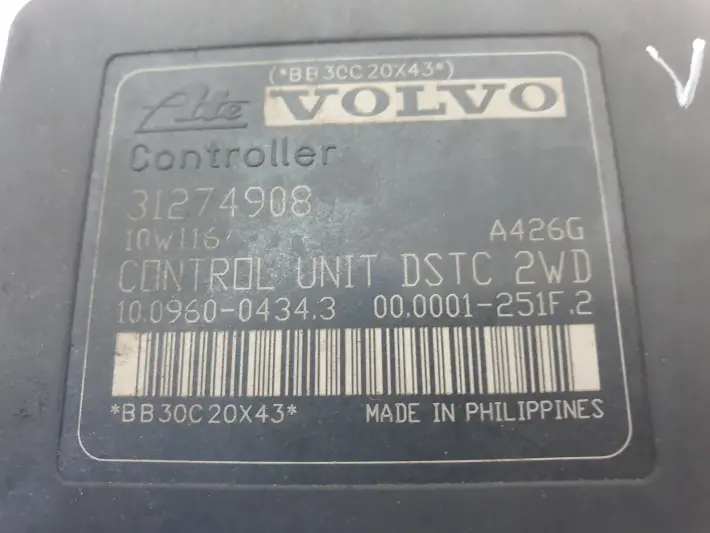 (*BB30C20X43*)
Ate VOLVO
Controller
31274908
10W116 A426G
CONTROL UNIT DSTC 2WD
10.0960-0434.3 00.0001-251F.2
*BB30C20X43* MADE IN PHILIPPINES
V